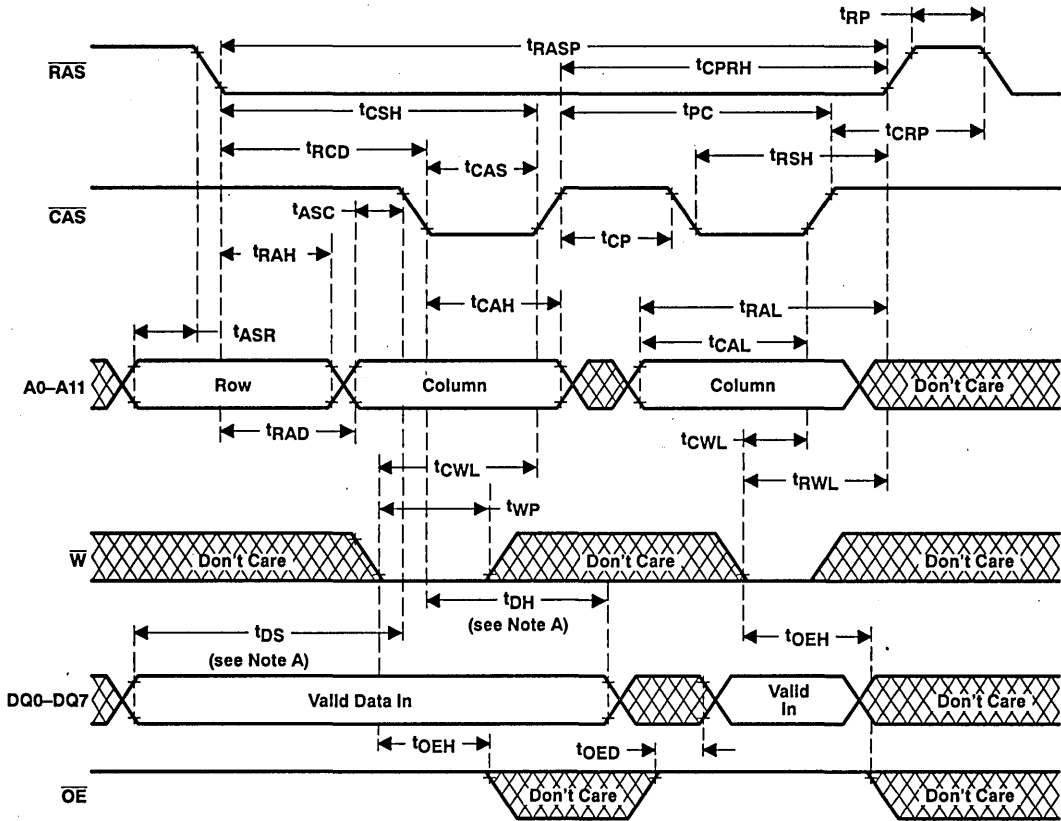 tRP
tRASP
RAS
tCPRH
tCSH
tPC
tCRP
tRCD
tRSH
tCAS
CAS
tASC
tCP
tRAH
tCAH
tRAL
tASR
tCAL
A0–A11
Row
Column
Column
Don't Care
tRAD
tCWL
tCWL
tRWL
tWP
W
Don't Care
Don't Care
Don't Care
tDH
(see Note A)
tDS
(see Note A)
tOEH
DQ0–DQ7
Valid Data In
Valid
In
Don't Care
tOEH
tOED
OE
Don't Care
Don't Care